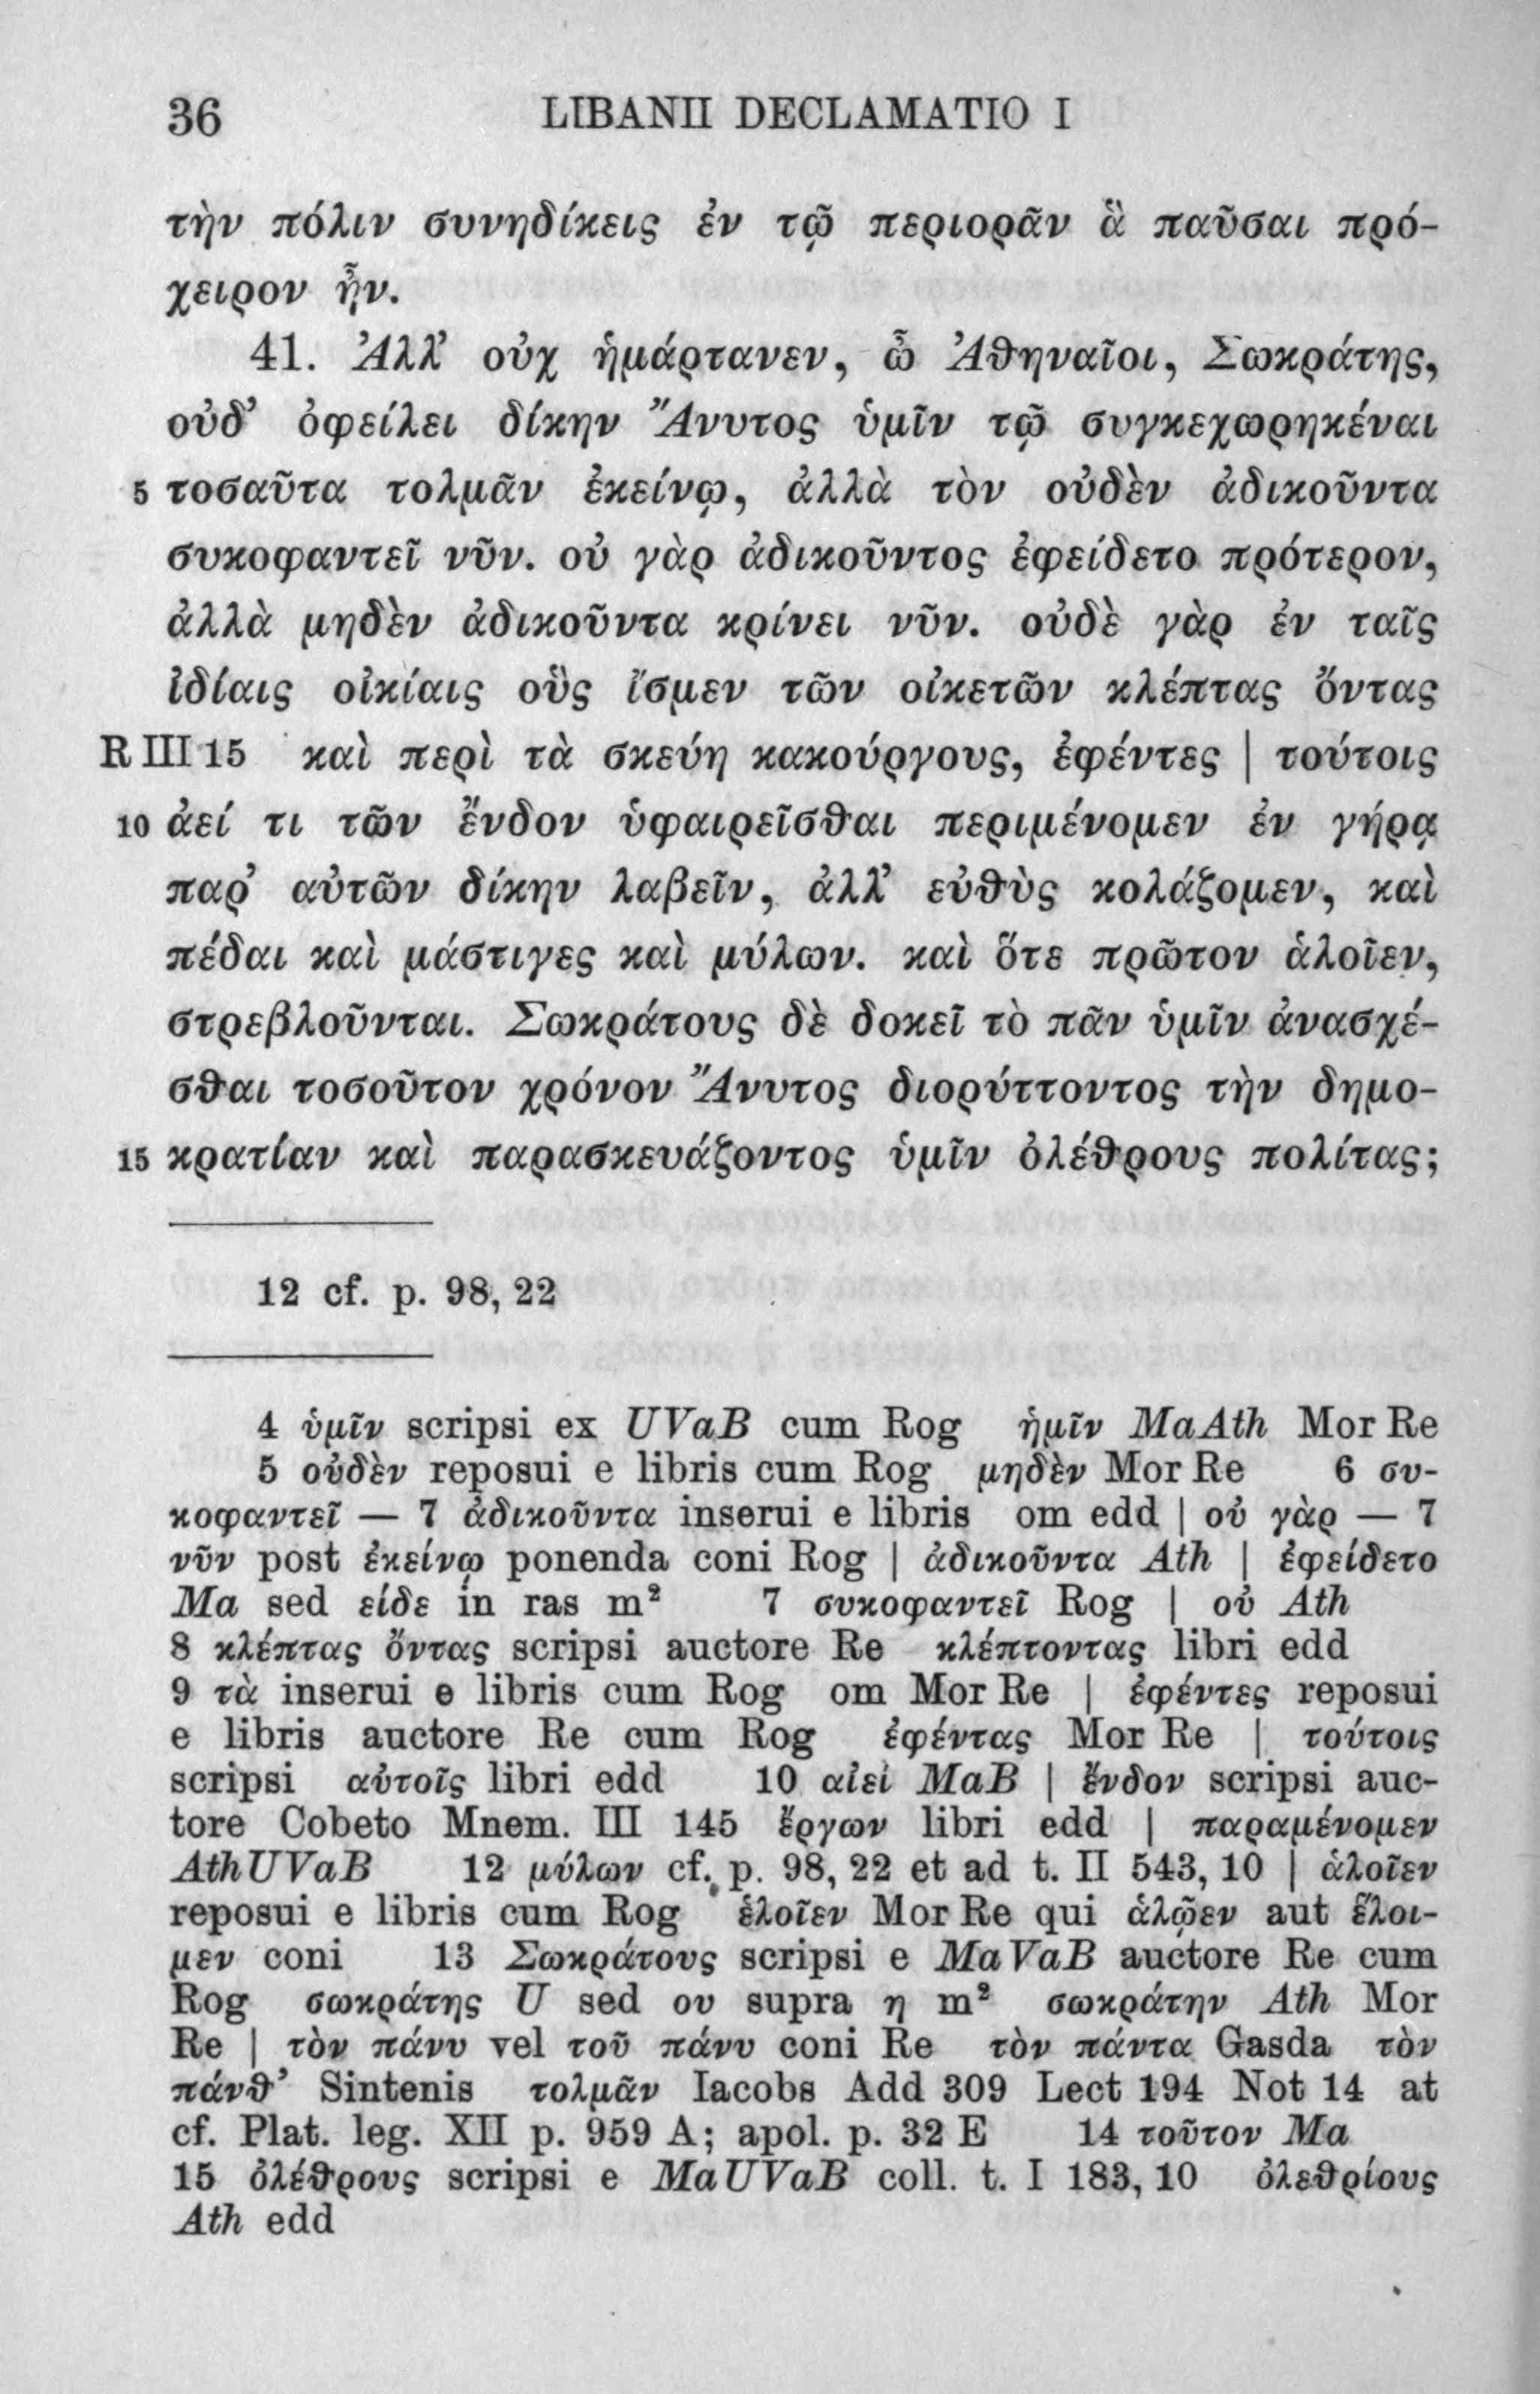 36 LIBANII DECLAMATIO I
τὴν πόλιν συνηδίκεις ἐν τῷ περιορᾶν ἃ παῦσαι πρό-
χειρον ἦν.
41. Ἀλλ’ οὐχ ἡμάρτανεν, ὦ Ἀθηναῖοι, Σωκράτης,
οὐδ’ ὀφείλει δίκην Ἄνυτος ὑμῖν τῷ συγκεχωρηκέναι
5 τοσαῦτα τολμᾶν ἐκείνῳ, ἀλλὰ τὸν οὐδὲν ἀδικοῦντα
συκοφαντεῖ νῦν. οὐ γὰρ ἀδικοῦντος ἐφείδετο πρότερον,
ἀλλὰ μηδὲν ἀδικοῦντα κρίνει νῦν. οὐδὲ γὰρ ἐν ταῖς
ἰδίαις οἰκίαις οὓς ἴσμεν τῶν οἰκετῶν κλέπτας ὄντας
R III 15 καὶ περὶ τὰ σκεύη κακούργους, ἐφέντες | τούτοις
10 ἀεί τι τῶν ἔνδον ὑφαιρεῖσθαι περιμένομεν ἐν γήρᾳ
παρ’ αὐτῶν δίκην λαβεῖν, ἀλλ’ εὐθὺς κολάζομεν, καὶ
πέδαι καὶ μάστιγες καὶ μύλων. καὶ ὅτε πρῶτον ἁλοῖεν,
στρεβλοῦνται. Σωκράτους δὲ δοκεῖ τὸ πᾶν ὑμῖν ἀνασχέ-
σθαι τοσοῦτον χρόνον Ἄνυτος διορύττοντος τὴν δημο-
15 κρατίαν καὶ παρασκευάζοντος ὑμῖν ὀλέθρους πολίτας;
12 cf. p. 98, 22
4 ὑμῖν scripsi ex UVaB cum Rog ἡμῖν MaAth Mor Re
5 οὐδὲν reposui e libris cum Rog μηδὲν Mor Re 6 συ-
κοφαντεῖ — 7 ἀδικοῦντα inserui e libris om edd | οὐ γὰρ — 7
νῦν post ἐκείνῳ ponenda coni Rog | ἀδικοῦντα Ath | ἐφείδετο
Ma sed είδε in ras m² 7 συκοφαντεῖ Rog | οὐ Ath
8 κλέπτας ὄντας scripsi auctore Re κλέπτοντας libri edd
9 τὰ inserui e libris cum Rog om Mor Re | ἐφέντες reposui
e libris auctore Re cum Rog ἐφέντας Mor Re | τούτοις
scripsi αὐτοῖς libri edd 10 αἰεὶ MaB | ἔνδον scripsi auc-
tore Cobeto Mnem. III 145 ἔργων libri edd | παραμένομεν
AthUVaB 12 μύλων cf. p. 98, 22 et ad t. II 543, 10 | ἁλοῖεν
reposui e libris cum Rog ἑλοῖεν Mor Re qui ἁλῷεν aut ἕλοι-
μεν coni 13 Σωκράτους scripsi e MaVaB auctore Re cum
Rog σωκράτης U sed ου supra η m² σωκράτην Ath Mor
Re | τὸν πάνυ vel τοῦ πάνυ coni Re τὸν πάντα Gasda τὸν
πάνθ’ Sintenis τολμᾶν Iacobs Add 309 Lect 194 Not 14 at
cf. Plat. leg. XII p. 959 A; apol. p. 32 E 14 τοῦτον Ma
15 ὀλέθρους scripsi e MaUVaB coll. t. I 183, 10 ὀλεθρίους
Ath edd